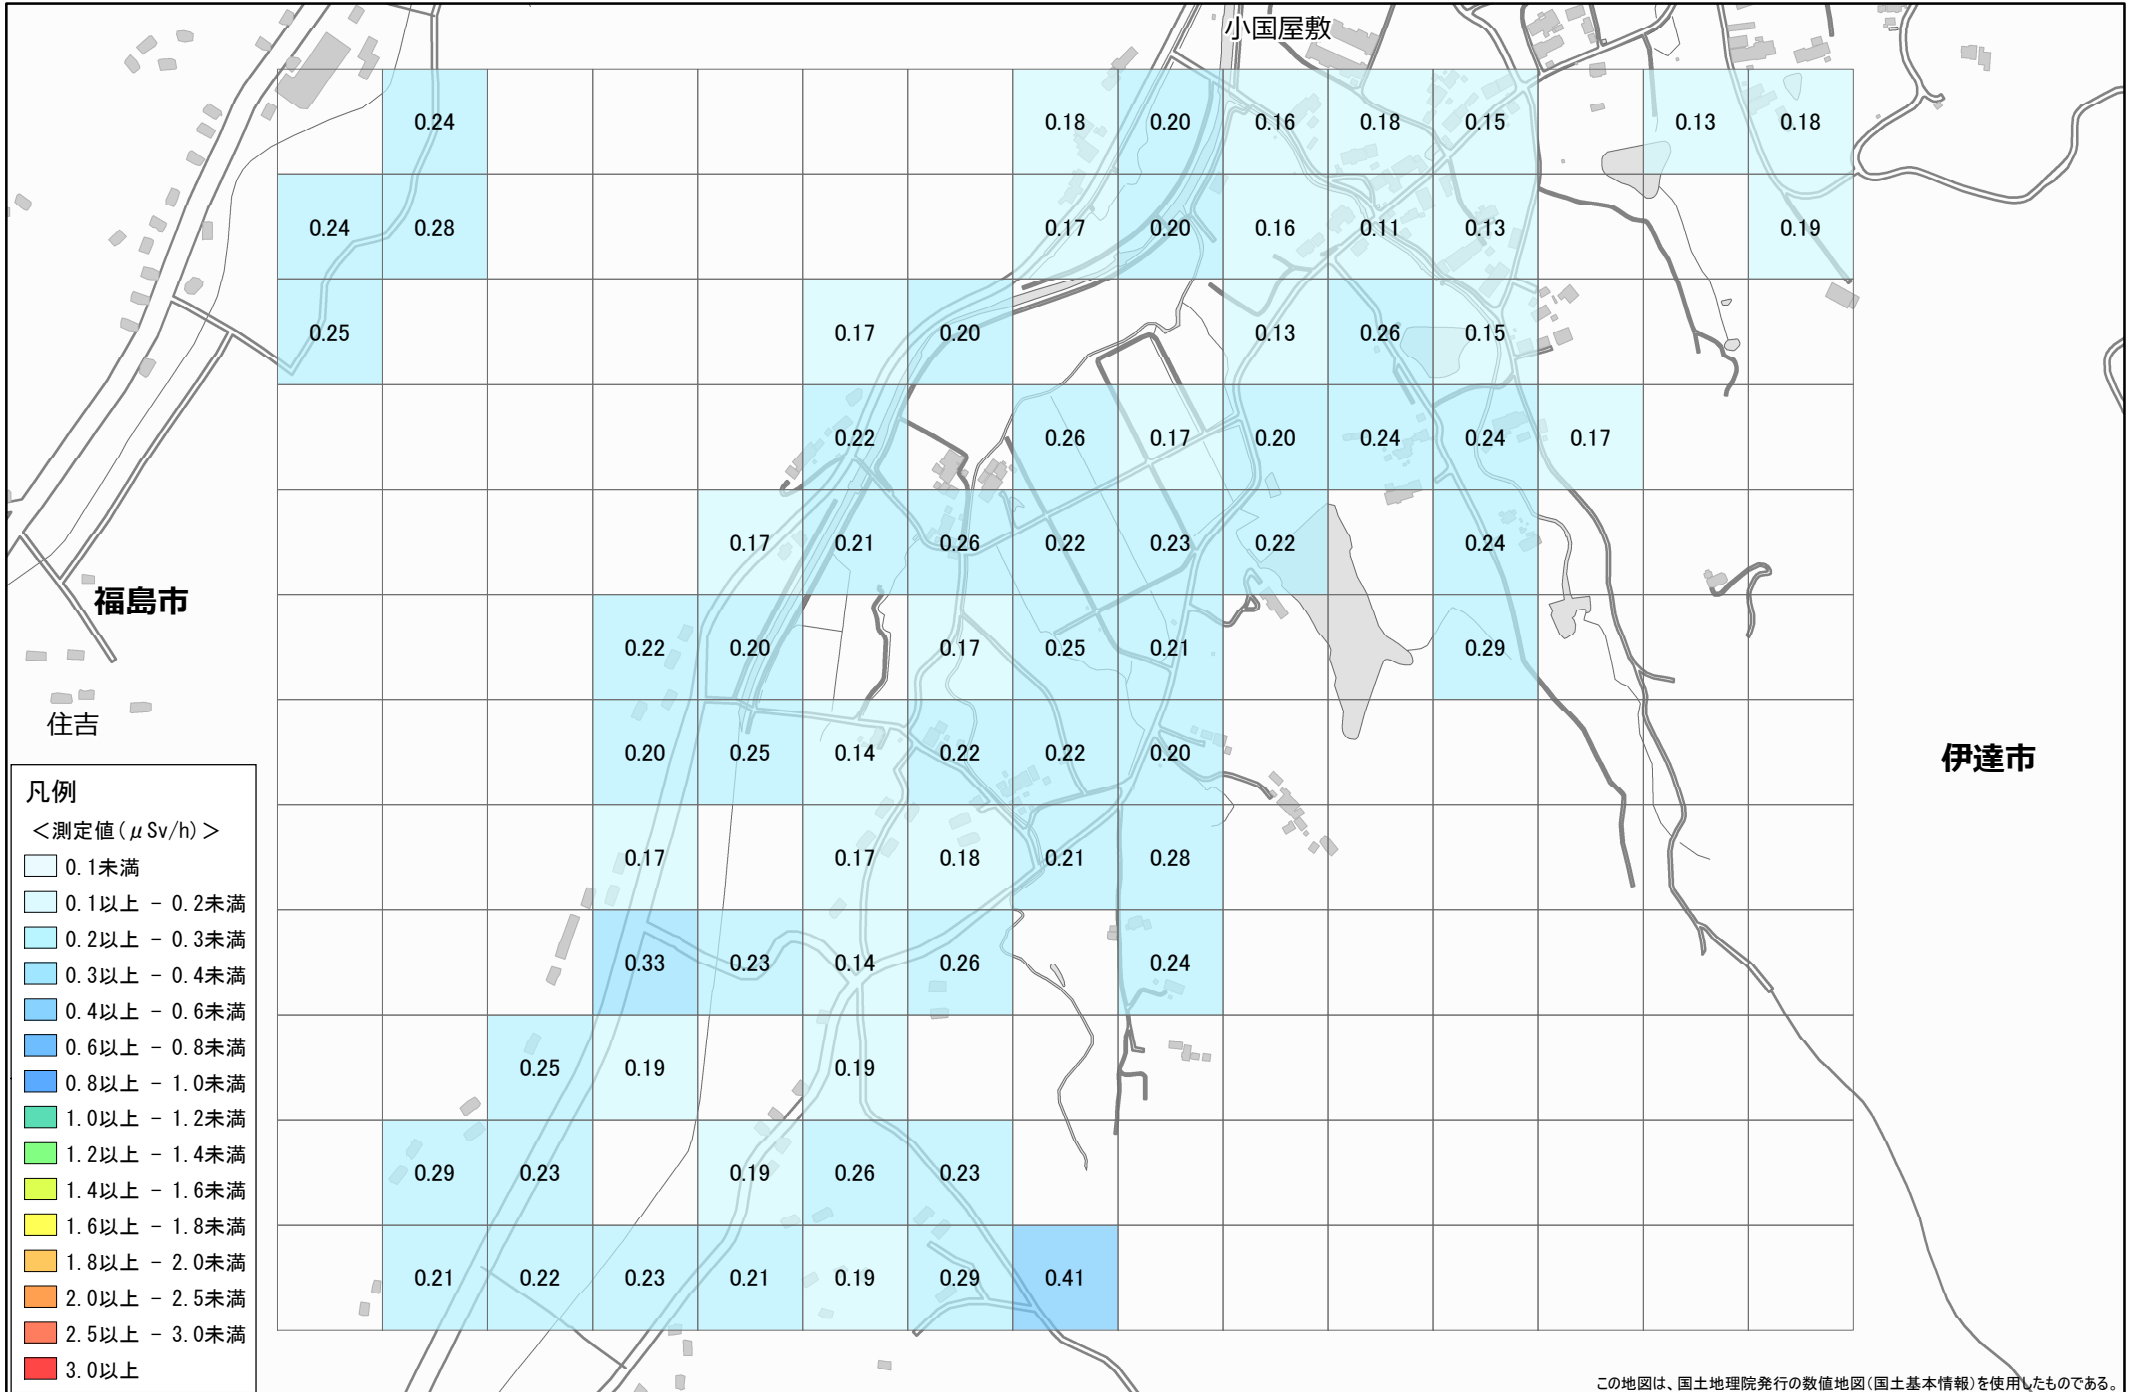 小国屋敷
0.24 0.18 0.20 0.16 0.18 0.15 0.13 0.18
0.24 0.28 0.17 0.20 0.16 0.11 0.13 0.19
0.25 0.17 0.20 0.13 0.26 0.15
0.22 0.26 0.17 0.20 0.24 0.24 0.17
0.17 0.21 0.26 0.22 0.23 0.22 0.24
福島市
0.22 0.20 0.17 0.25 0.21 0.29
住吉
0.20 0.25 0.14 0.22 0.22 0.20
伊達市
0.17 0.17 0.18 0.21 0.28
0.33 0.23 0.14 0.26 0.24
0.25 0.19 0.19
0.29 0.23 0.19 0.26 0.23
0.21 0.22 0.23 0.21 0.19 0.29 0.41
凡例
<測定値(μSv/h)>
0.1未満
0.1以上 - 0.2未満
0.2以上 - 0.3未満
0.3以上 - 0.4未満
0.4以上 - 0.6未満
0.6以上 - 0.8未満
0.8以上 - 1.0未満
1.0以上 - 1.2未満
1.2以上 - 1.4未満
1.4以上 - 1.6未満
1.6以上 - 1.8未満
1.8以上 - 2.0未満
2.0以上 - 2.5未満
2.5以上 - 3.0未満
3.0以上
この地図は、国土地理院発行の数値地図(国土基本情報)を使用したものである。